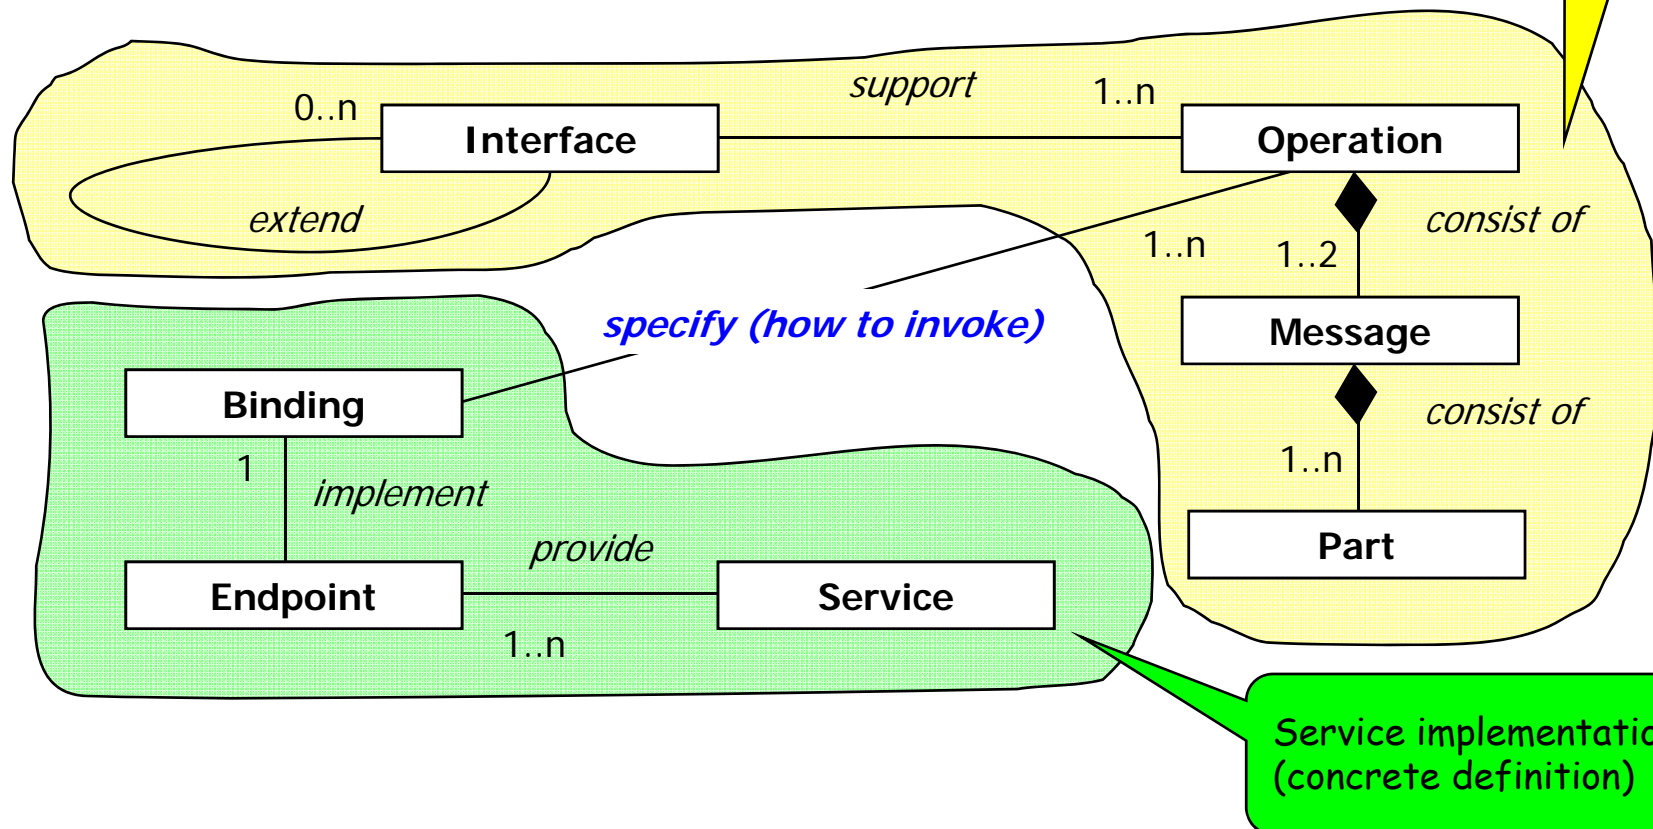 support
0..n
1..n
Interface
Operation
extend
consist of
1..n
1..2
specify (how to invoke)
Message
Binding
consist of
1
1..n
implement
provide
Part
Endpoint
Service
1..n
Service
(concrete definition)